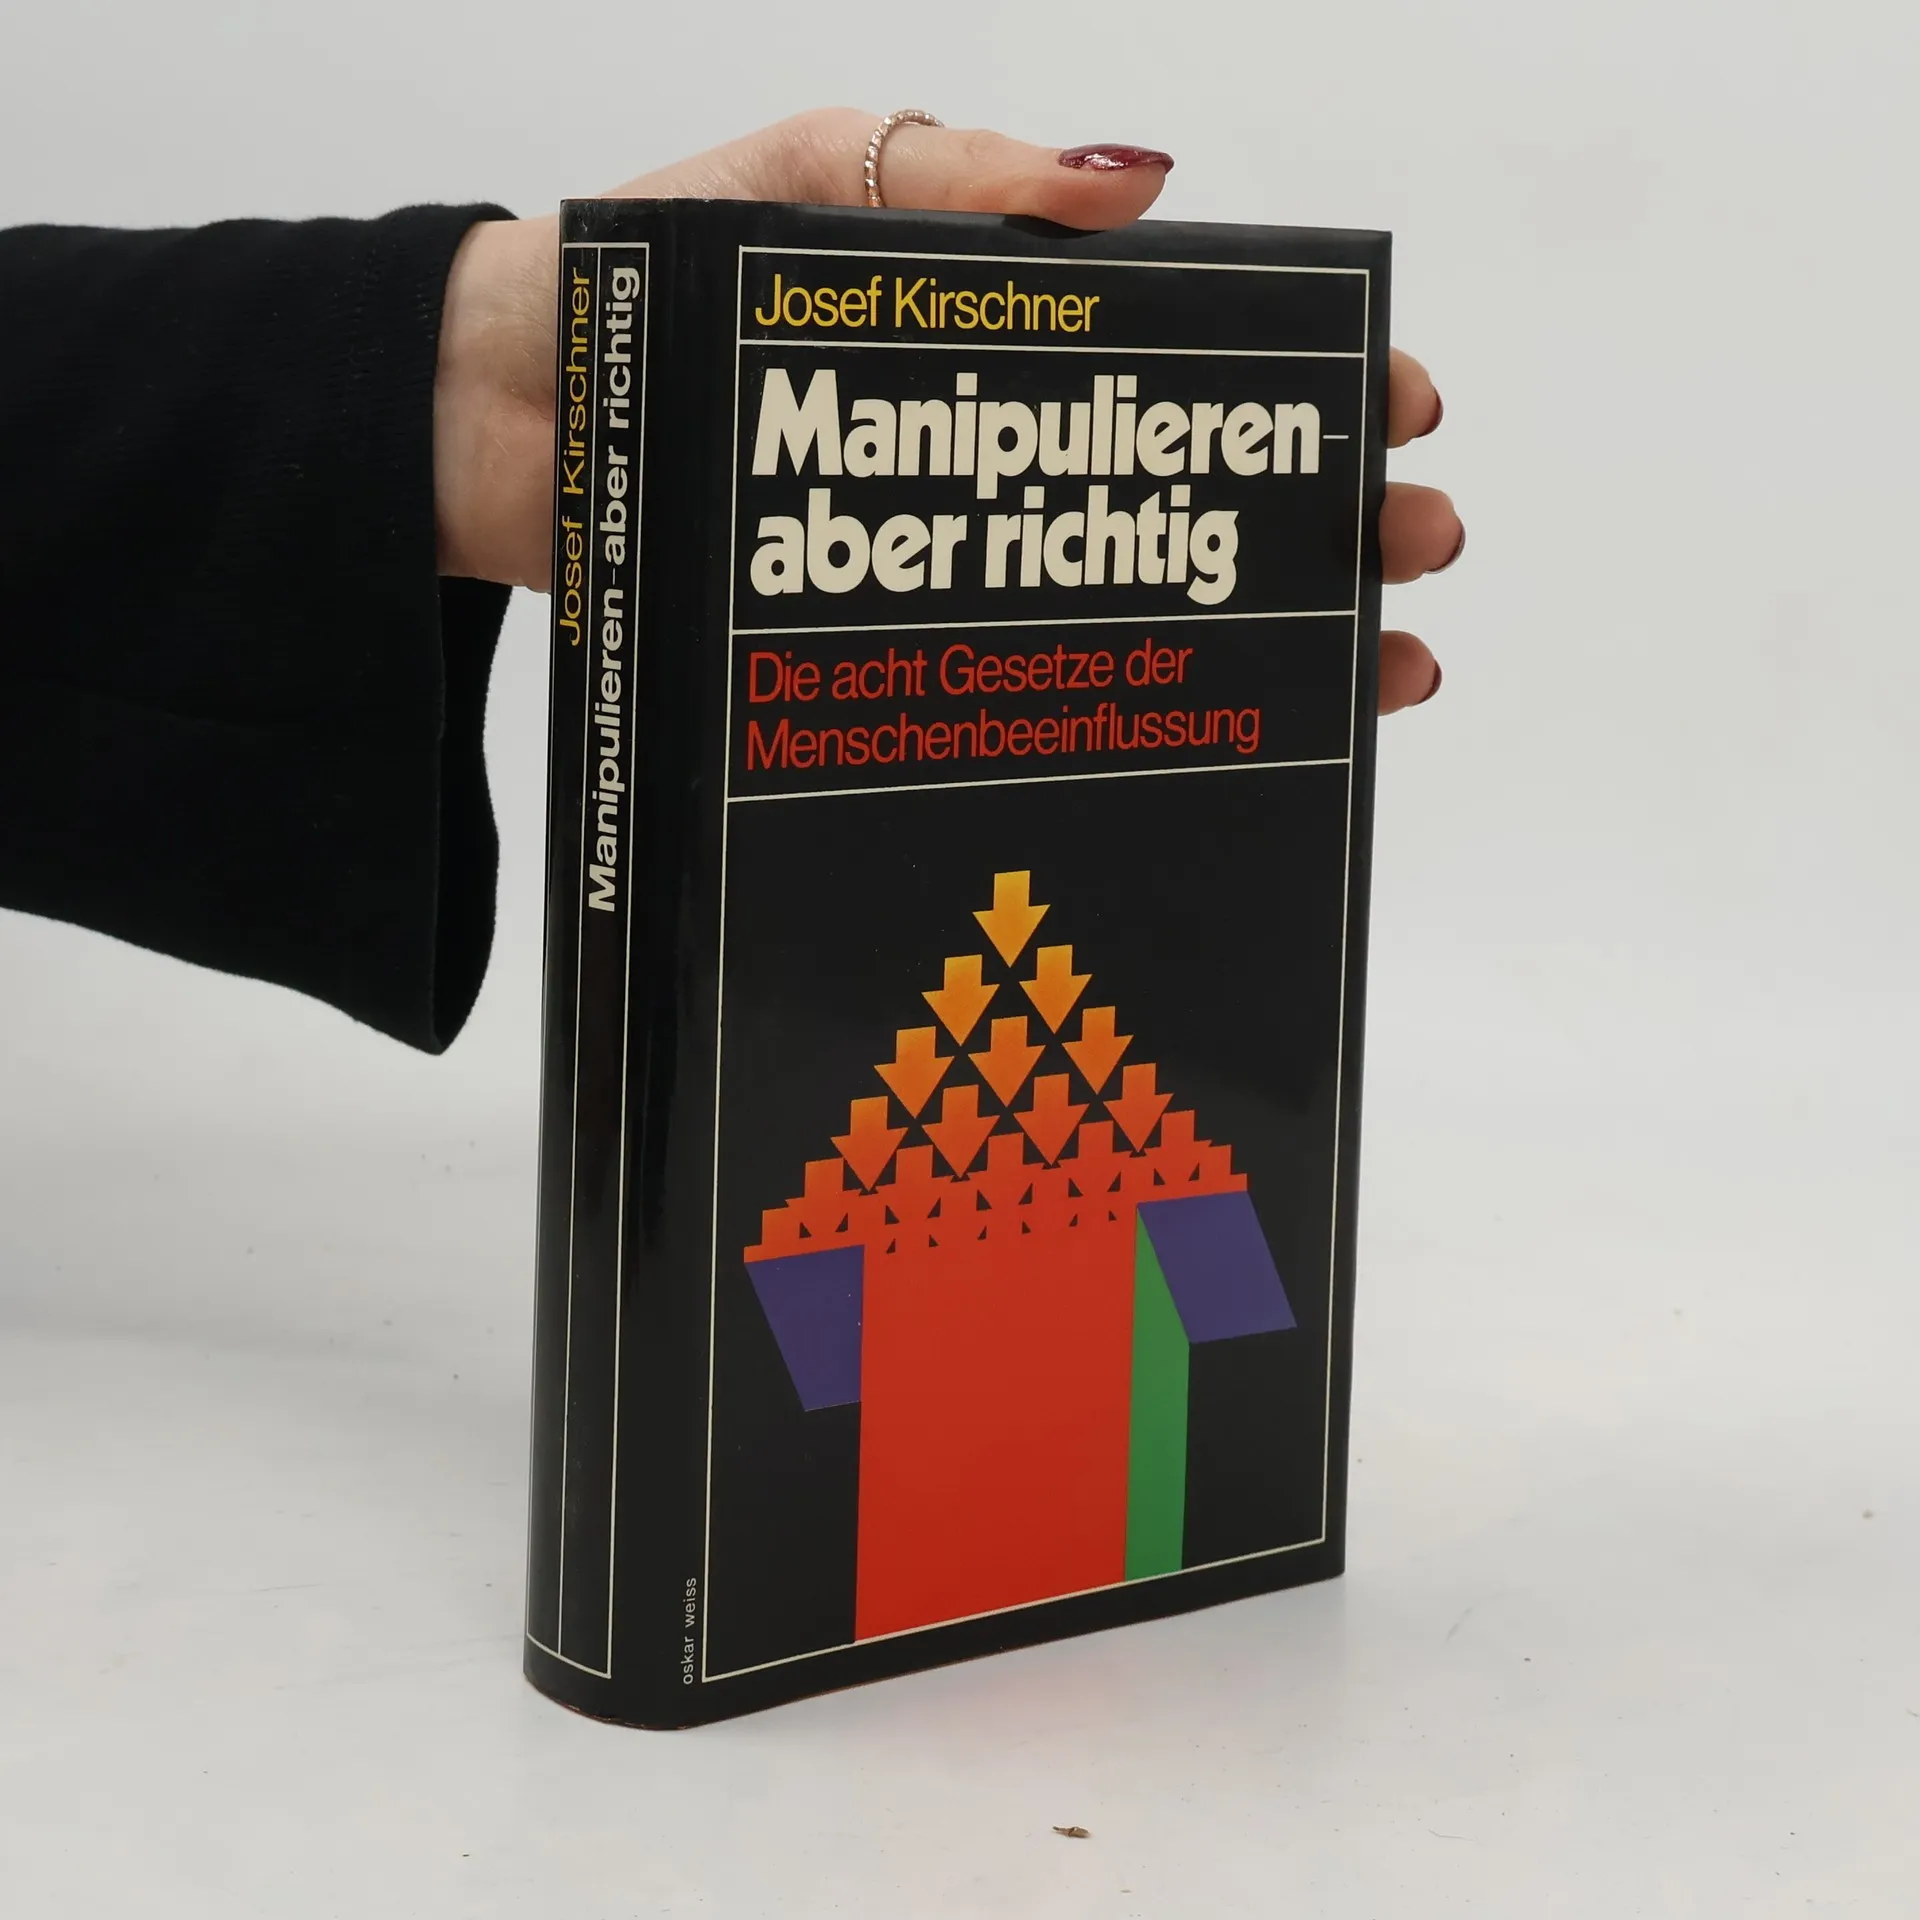 Josef Kirschner
Manipulieren-aber richtig
Josef Kirschner
Manipulieren–
aber richtig
Die acht Gesetze der
Menschenbeeinflussung
oskar weiss